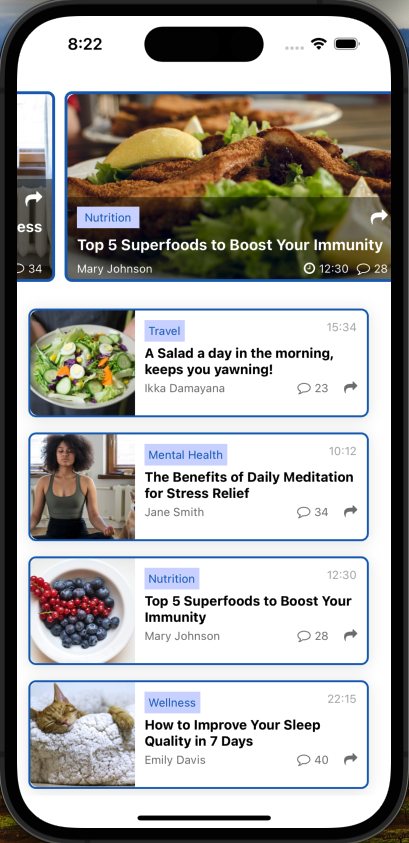 8:22
ess
34
Nutrition
Top 5 Superfoods to Boost Your Immunity
Mary Johnson 12:30 28
Travel 15:34
A Salad a day in the morning,
keeps you yawning!
Ikka Damayana 23
Mental Health 10:12
The Benefits of Daily Meditation
for Stress Relief
Jane Smith 34
Nutrition 12:30
Top 5 Superfoods to Boost Your
Immunity
Mary Johnson 28
Wellness 22:15
How to Improve Your Sleep
Quality in 7 Days
Emily Davis 40